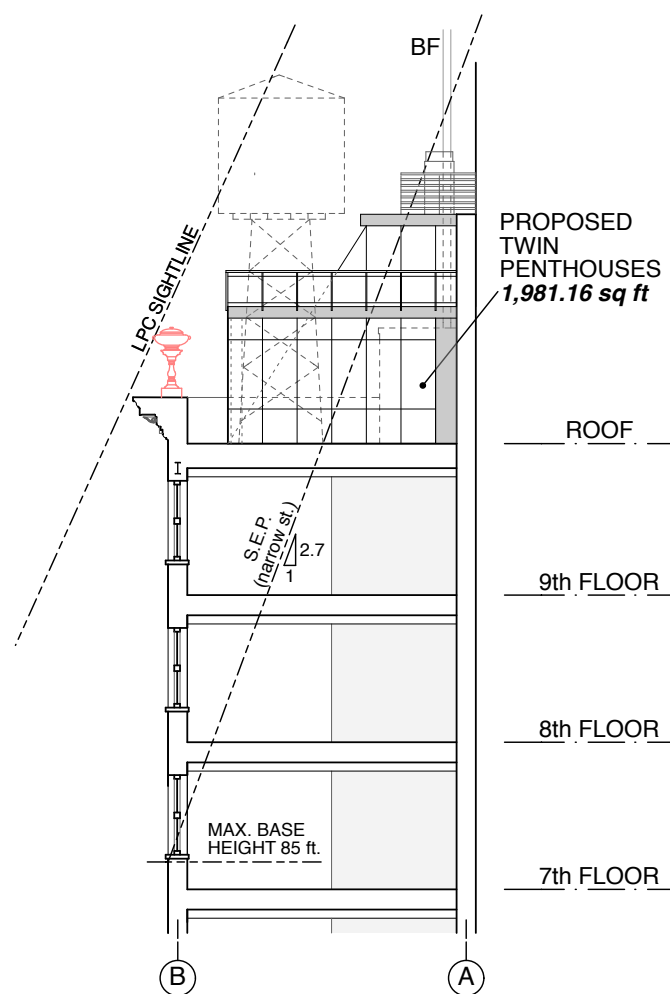 BF
LPC SIGHTLINE
PROPOSED
TWIN
PENTHOUSES
1,981.16 sq ft
ROOF
S.E.P.
(narrow st.)
2.7
1
9th FLOOR
8th FLOOR
MAX. BASE
HEIGHT 85 ft.
7th FLOOR
B
A